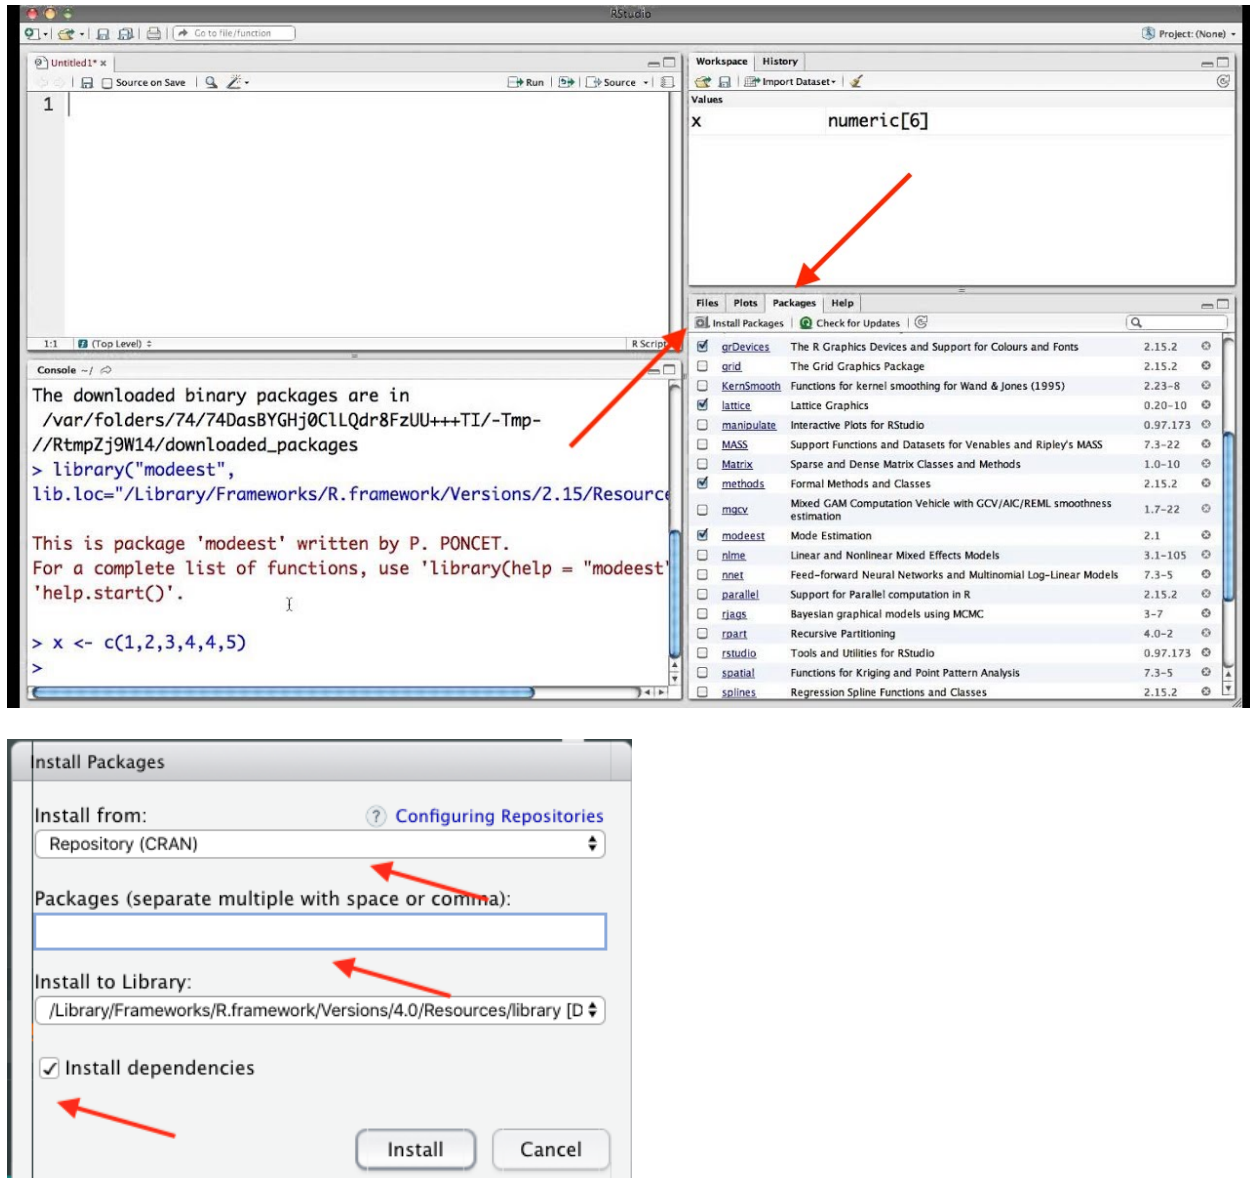 RStudio
Go to file/function
Project: (None)
Untitled1*
Source on Save
Run
Source
1
1:1
(Top Level)
R Script
Console ~/
The downloaded binary packages are in
/var/folders/74/74DasBYGHj0ClLQdr8FzUU+++TI/-Tmp-
//RtmpZj9W14/downloaded_packages
> library("modeest",
lib.loc="/Library/Frameworks/R.framework/Versions/2.15/Resource
This is package 'modeest' written by P. PONCET.
For a complete list of functions, use 'library(help = "modeest"
'help.start()'.
> x <- c(1,2,3,4,4,5)
>
Workspace History
Import Dataset
Values
x numeric[6]
Files Plots Packages Help
Install Packages Check for Updates
grDevices The R Graphics Devices and Support for Colours and Fonts 2.15.2
grid The Grid Graphics Package 2.15.2
KernSmooth Functions for kernel smoothing for Wand & Jones (1995) 2.23-8
lattice Lattice Graphics 0.20-10
manipulate Interactive Plots for RStudio 0.97.173
MASS Support Functions and Datasets for Venables and Ripley's MASS 7.3-22
Matrix Sparse and Dense Matrix Classes and Methods 1.0-10
methods Formal Methods and Classes 2.15.2
mgcv Mixed GAM Computation Vehicle with GCV/AIC/REML smoothness 1.7-22
estimation
modeest Mode Estimation 2.1
nlme Linear and Nonlinear Mixed Effects Models 3.1-105
nnet Feed-forward Neural Networks and Multinomial Log-Linear Models 7.3-5
parallel Support for Parallel computation in R 2.15.2
rjags Bayesian graphical models using MCMC 3-7
rpart Recursive Partitioning 4.0-2
rstudio Tools and Utilities for RStudio 0.97.173
spatial Functions for Kriging and Point Pattern Analysis 7.3-5
splines Regression Spline Functions and Classes 2.15.2
Install Packages
Install from: ? Configuring Repositories
Repository (CRAN)
Packages (separate multiple with space or comma):
Install to Library:
/Library/Frameworks/R.framework/Versions/4.0/Resources/library [D
Install dependencies
Install Cancel